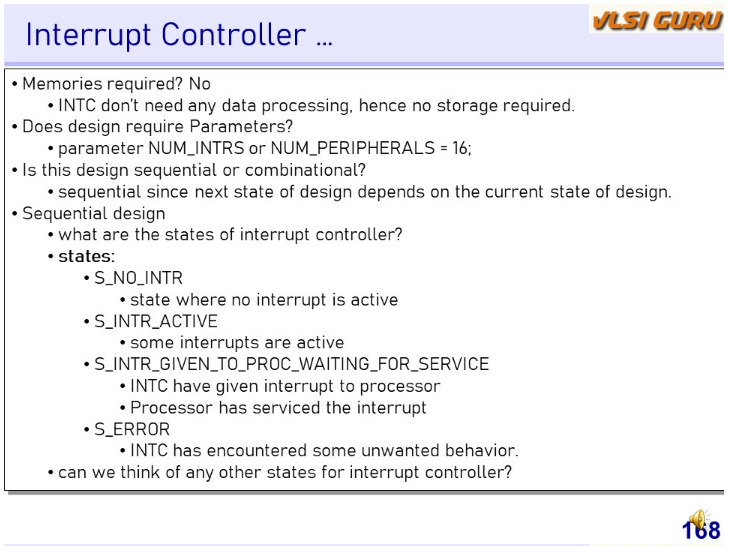 Interrupt Controller ...
VLSI GURU
• Memories required? No
• INTC don't need any data processing, hence no storage required.
• Does design require Parameters?
• parameter NUM_INTRS or NUM_PERIPHERALS = 16;
• Is this design sequential or combinational?
• sequential since next state of design depends on the current state of design.
• Sequential design
• what are the states of interrupt controller?
• states:
• S_NO_INTR
• state where no interrupt is active
• S_INTR_ACTIVE
• some interrupts are active
• S_INTR_GIVEN_TO_PROC_WAITING_FOR_SERVICE
• INTC have given interrupt to processor
• Processor has serviced the interrupt
• S_ERROR
• INTC has encountered some unwanted behavior.
• can we think of any other states for interrupt controller?
168